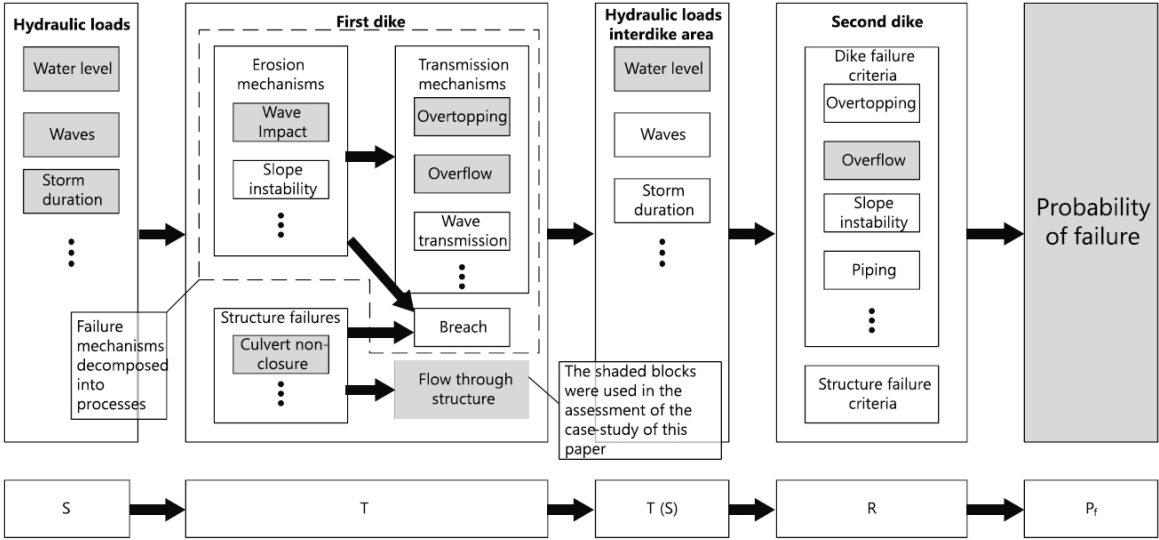 Hydraulic loads
Water level
Waves
Storm
duration
First dike
Erosion
mechanisms
Wave
Impact
Slope
instability
Transmission
mechanisms
Overtopping
Overflow
Wave
transmission
Structure failures
Culvert non-
closure
Breach
Flow through
structure
Failure
mechanisms
decomposed
into
processes
The shaded blocks
were used in the
assessment of the
case-study of this
paper
Hydraulic loads
interdike area
Water level
Waves
Storm
duration
Second dike
Dike failure
criteria
Overtopping
Overflow
Slope
instability
Piping
Structure failure
criteria
Probability
of failure
S
T
T (S)
R
Pf